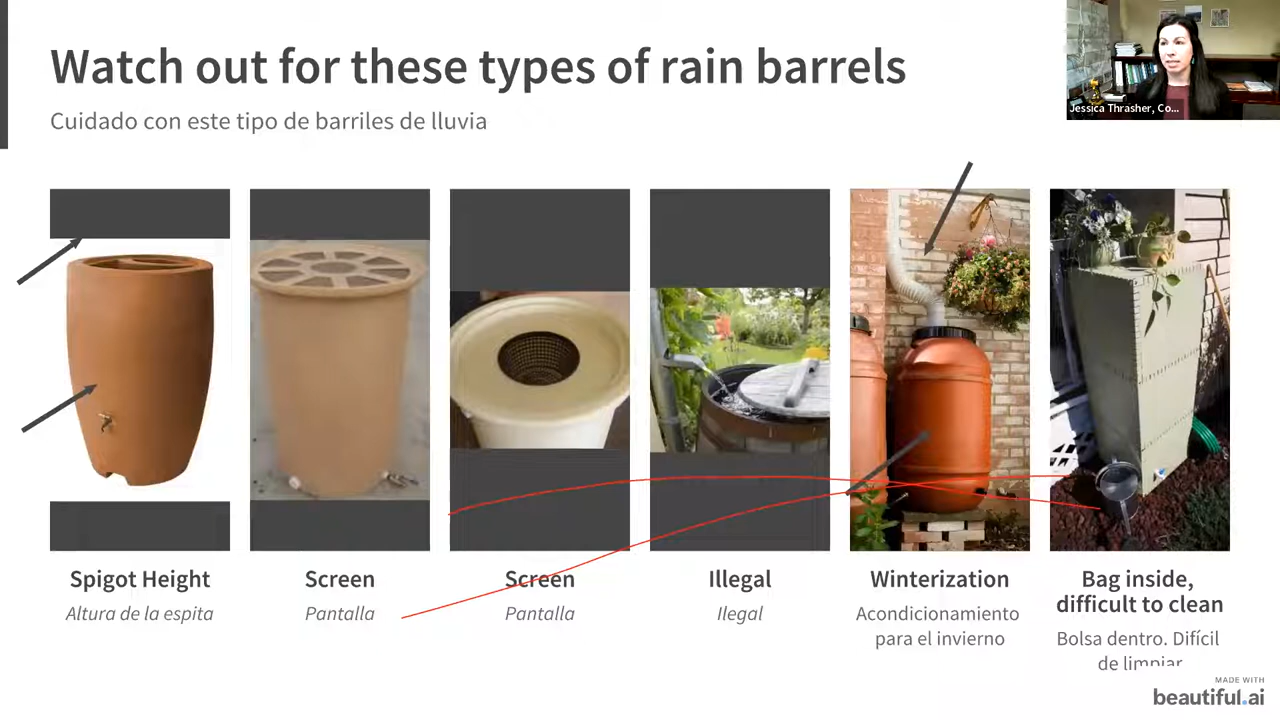 Watch out for these types of rain barrels
Cuidado con este tipo de barriles de lluvia
Jessica Thrasher, Co...
Spigot Height
Altura de la espita
Screen
Pantalla
Screen
Pantalla
Illegal
Ilegal
Winterization
Acondicionamiento
para el invierno
Bag inside,
difficult to clean
Bolsa dentro. Difícil
de limpiar
MADE WITH
beautiful.ai